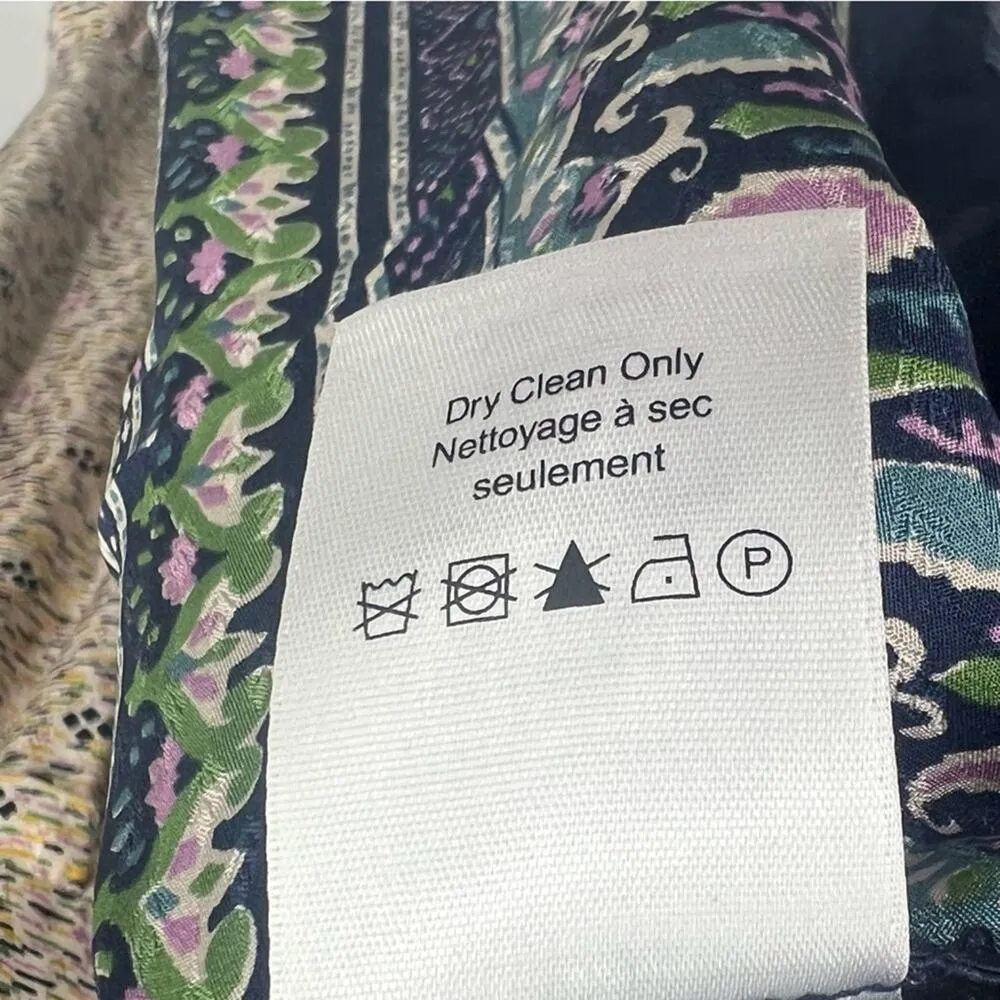 Dry Clean Only
Nettoyage à sec
seulement
P